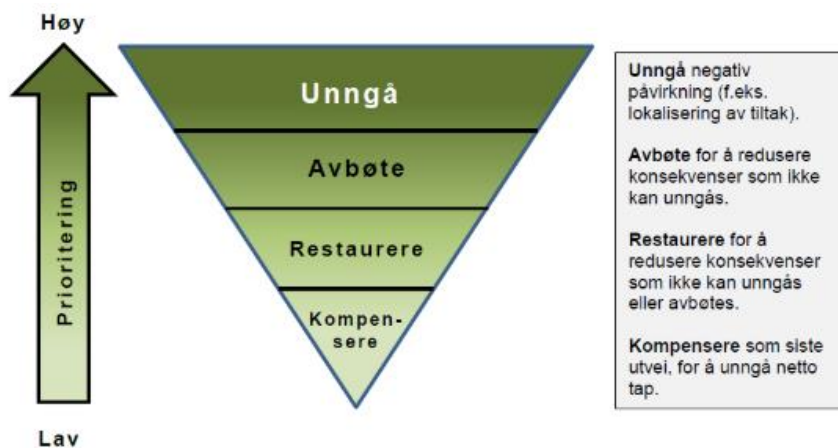 Høy
Prioritering
Lav
Unngå
Avbøte
Restaurere
Kompen-
sere
Unngå negativ
påvirkning (f.eks.
lokalisering av tiltak).
Avbøte for å redusere
konsekvenser som ikke
kan unngås.
Restaurere for å
redusere konsekvenser
som ikke kan unngås
eller avbøtes.
Kompensere som siste
utvei, for å unngå netto
tap.